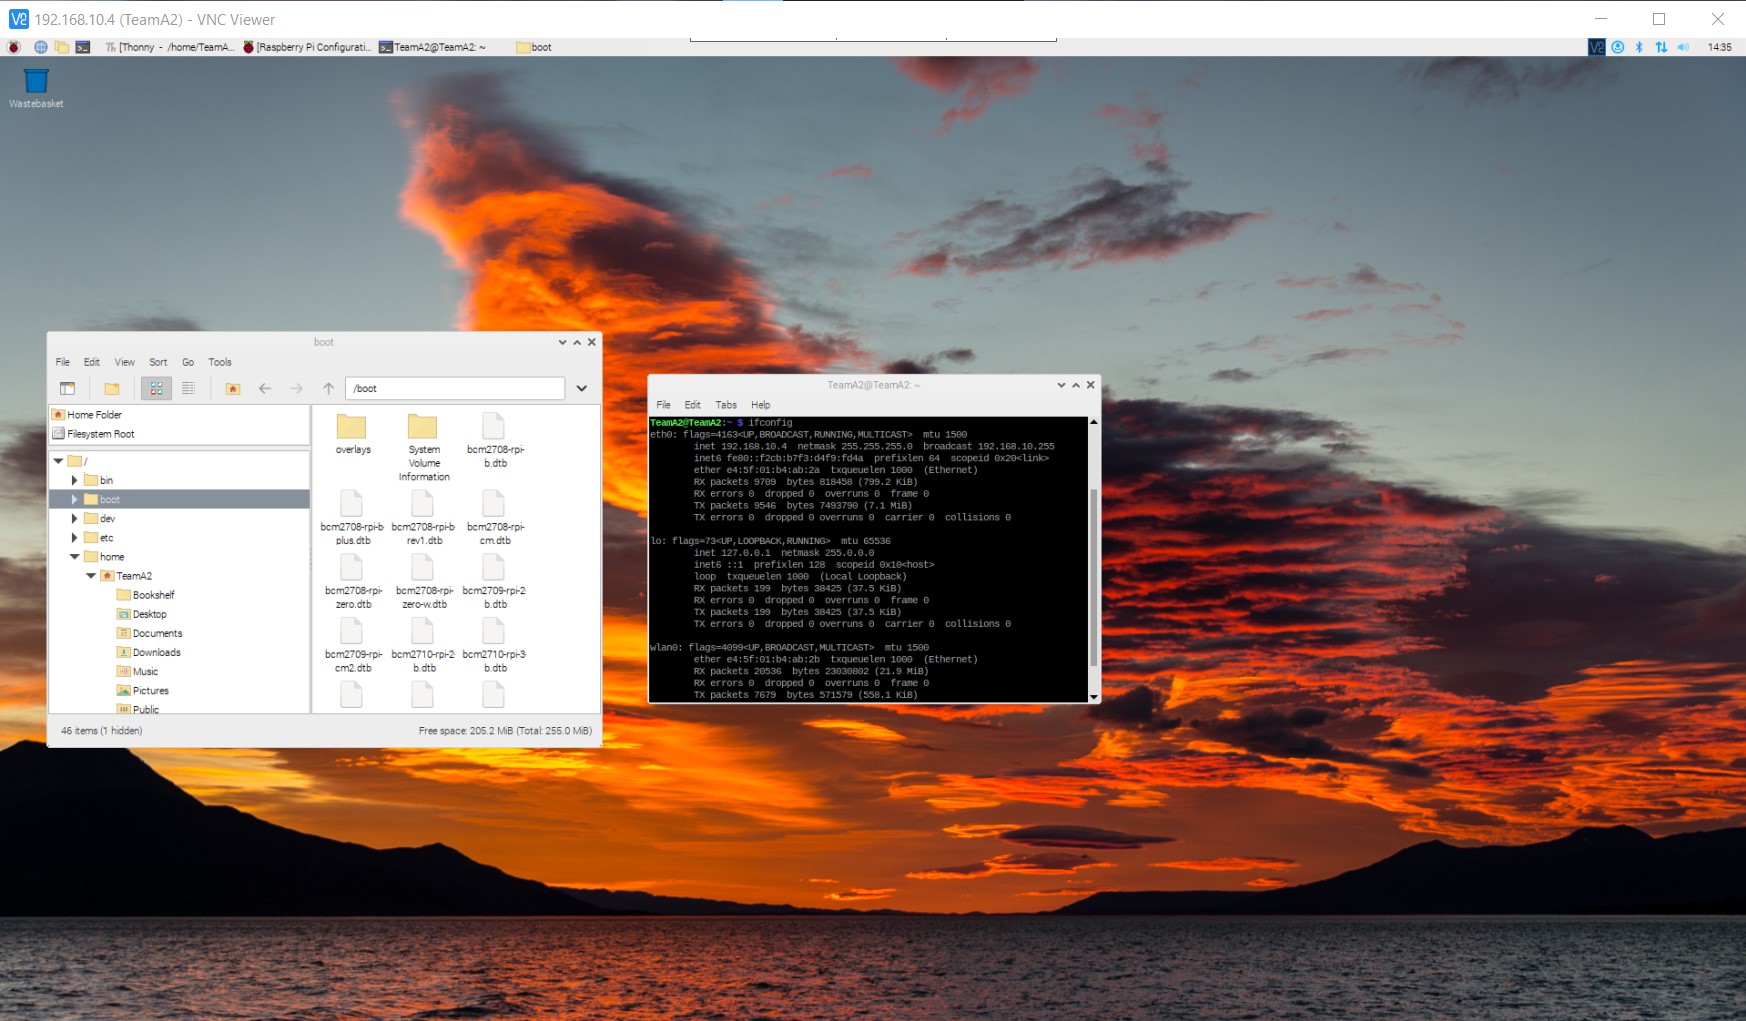 192.168.10.4 (TeamA2) - VNC Viewer
[Thonny - /home/TeamA... [Raspberry Pi Configurati... TeamA2@TeamA2: ~ boot 14:35
Wastebasket
boot
File Edit View Sort Go Tools
/boot
Home Folder
Filesystem Root
/
bin
boot
dev
etc
home
TeamA2
Bookshelf
Desktop
Documents
Downloads
Music
Pictures
Public
overlays
System Volume Information
bcm2708-rpi-b.dtb
bcm2708-rpi-b-plus.dtb
bcm2708-rpi-b-rev1.dtb
bcm2708-rpi-cm.dtb
bcm2708-rpi-zero.dtb
bcm2708-rpi-zero-w.dtb
bcm2709-rpi-2-b.dtb
bcm2709-rpi-cm2.dtb
bcm2710-rpi-2-b.dtb
bcm2710-rpi-3-b.dtb
46 items (1 hidden)
Free space: 205.2 MiB (Total: 255.0 MiB)
TeamA2@TeamA2: ~
File Edit Tabs Help
TeamA2@TeamA2:~ $ ifconfig
eth0: flags=4163<UP,BROADCAST,RUNNING,MULTICAST> mtu 1500
inet 192.168.10.4 netmask 255.255.255.0 broadcast 192.168.10.255
inet6 fe80::f2cb:b7f3:d4f9:fd4a prefixlen 64 scopeid 0x20<link>
ether e4:5f:01:b4:ab:2a txqueuelen 1000 (Ethernet)
RX packets 9709 bytes 818458 (799.2 KiB)
RX errors 0 dropped 0 overruns 0 frame 0
TX packets 9546 bytes 7493790 (7.1 MiB)
TX errors 0 dropped 0 overruns 0 carrier 0 collisions 0
lo: flags=73<UP,LOOPBACK,RUNNING> mtu 65536
inet 127.0.0.1 netmask 255.0.0.0
inet6 ::1 prefixlen 128 scopeid 0x10<host>
loop txqueuelen 1000 (Local Loopback)
RX packets 199 bytes 38425 (37.5 KiB)
RX errors 0 dropped 0 overruns 0 frame 0
TX packets 199 bytes 38425 (37.5 KiB)
TX errors 0 dropped 0 overruns 0 carrier 0 collisions 0
wlan0: flags=4099<UP,BROADCAST,MULTICAST> mtu 1500
ether e4:5f:01:b4:ab:2b txqueuelen 1000 (Ethernet)
RX packets 20536 bytes 23030802 (21.9 MiB)
RX errors 0 dropped 0 overruns 0 frame 0
TX packets 7679 bytes 571579 (558.1 KiB)